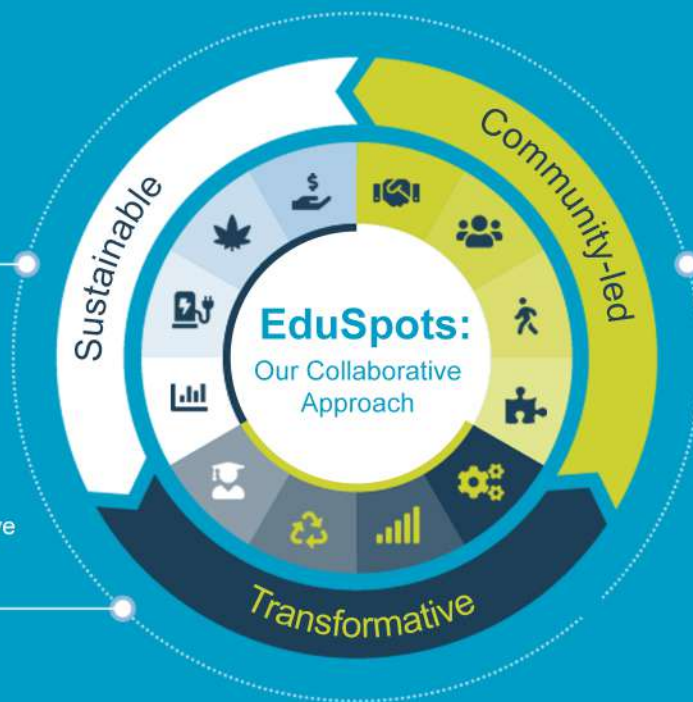 Sustainable
Community-led
EduSpots:
Our Collaborative
Approach
$
Transformative